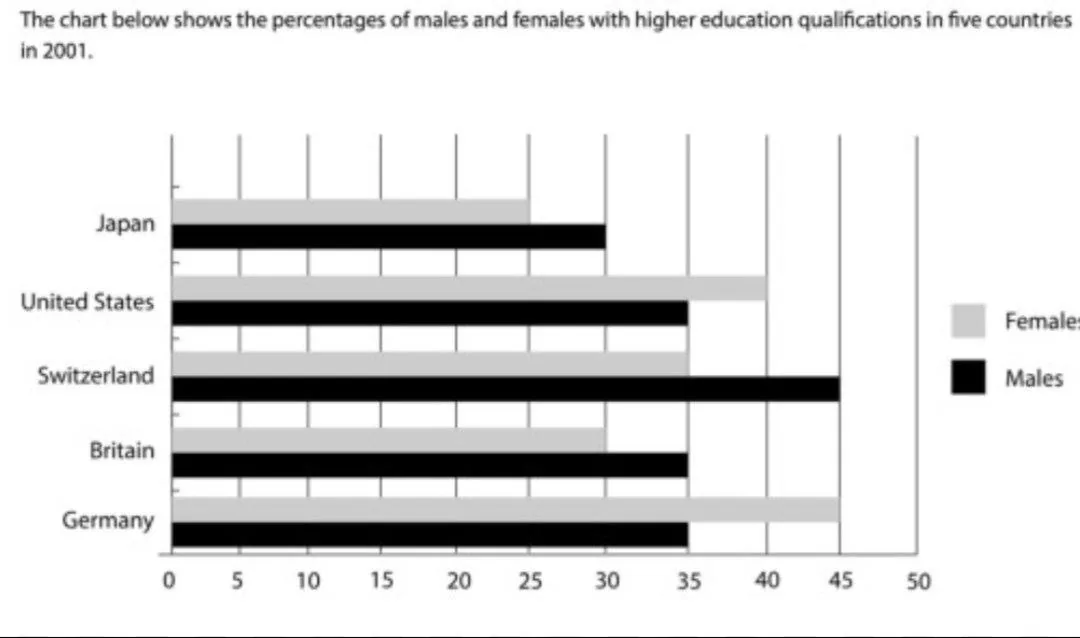 The chart below shows the percentages of males and females with higher education qualifications in five countries
in 2001.
Japan
United States
Switzerland
Britain
Germany
0 5 10 15 20 25 30 35 40 45 50
Females
Males